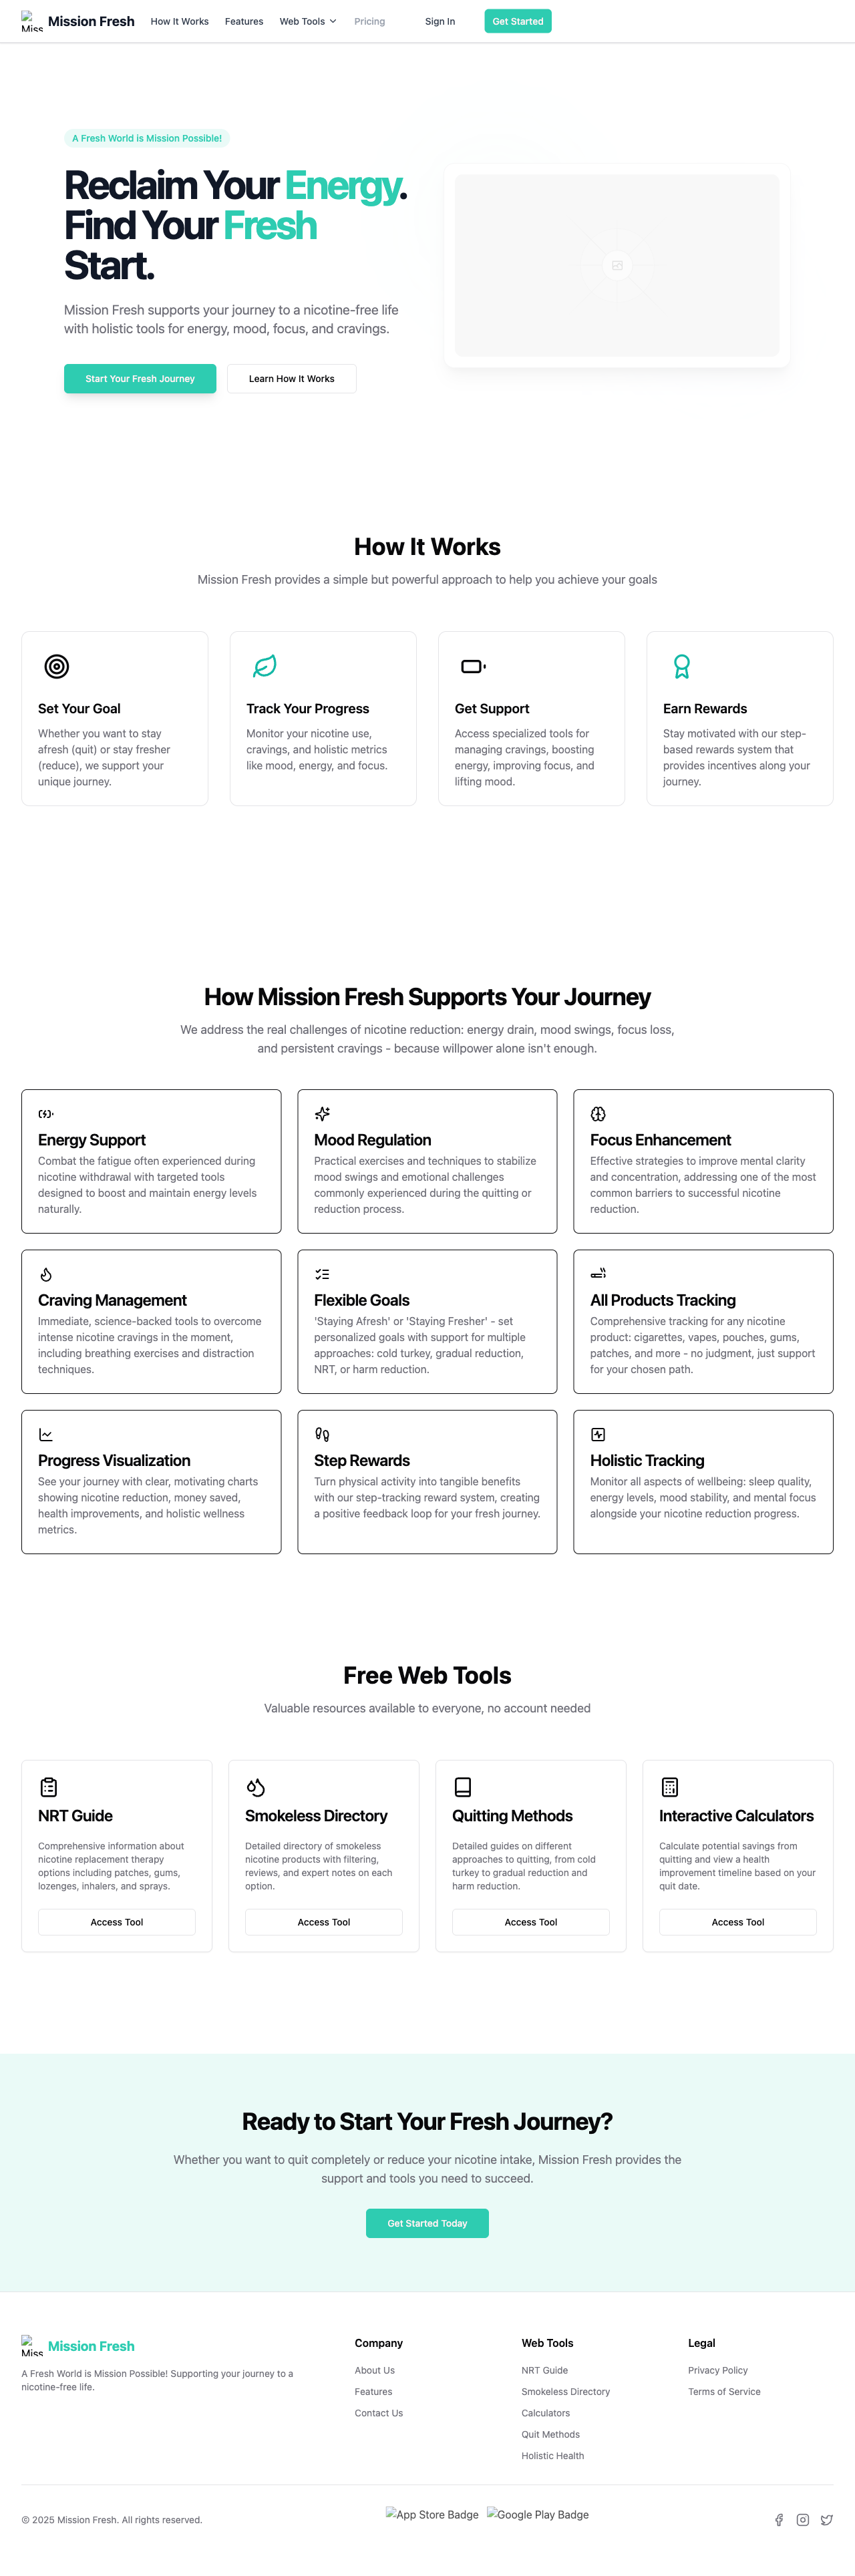 Miss
Mission Fresh
How It Works
Features
Web Tools
Pricing
Sign In
Get Started
A Fresh World is Mission Possible!
Reclaim Your Energy.
Find Your Fresh
Start.
Mission Fresh supports your journey to a nicotine-free life
with holistic tools for energy, mood, focus, and cravings.
Start Your Fresh Journey
Learn How It Works
How It Works
Mission Fresh provides a simple but powerful approach to help you achieve your goals
Set Your Goal
Whether you want to stay
afresh (quit) or stay fresher
(reduce), we support your
unique journey.
Track Your Progress
Monitor your nicotine use,
cravings, and holistic metrics
like mood, energy, and focus.
Get Support
Access specialized tools for
managing cravings, boosting
energy, improving focus, and
lifting mood.
Earn Rewards
Stay motivated with our step-
based rewards system that
provides incentives along your
journey.
How Mission Fresh Supports Your Journey
We address the real challenges of nicotine reduction: energy drain, mood swings, focus loss,
and persistent cravings - because willpower alone isn't enough.
Energy Support
Combat the fatigue often experienced during
nicotine withdrawal with targeted tools
designed to boost and maintain energy levels
naturally.
Mood Regulation
Practical exercises and techniques to stabilize
mood swings and emotional challenges
commonly experienced during the quitting or
reduction process.
Focus Enhancement
Effective strategies to improve mental clarity
and concentration, addressing one of the most
common barriers to successful nicotine
reduction.
Craving Management
Immediate, science-backed tools to overcome
intense nicotine cravings in the moment,
including breathing exercises and distraction
techniques.
Flexible Goals
'Staying Afresh' or 'Staying Fresher' - set
personalized goals with support for multiple
approaches: cold turkey, gradual reduction,
NRT, or harm reduction.
All Products Tracking
Comprehensive tracking for any nicotine
product: cigarettes, vapes, pouches, gums,
patches, and more - no judgment, just support
for your chosen path.
Progress Visualization
See your journey with clear, motivating charts
showing nicotine reduction, money saved,
health improvements, and holistic wellness
metrics.
Step Rewards
Turn physical activity into tangible benefits
with our step-tracking reward system, creating
a positive feedback loop for your fresh journey.
Holistic Tracking
Monitor all aspects of wellbeing: sleep quality,
energy levels, mood stability, and mental focus
alongside your nicotine reduction progress.
Free Web Tools
Valuable resources available to everyone, no account needed
NRT Guide
Comprehensive information about
nicotine replacement therapy
options including patches, gums,
lozenges, inhalers, and sprays.
Access Tool
Smokeless Directory
Detailed directory of smokeless
nicotine products with filtering,
reviews, and expert notes on each
option.
Access Tool
Quitting Methods
Detailed guides on different
approaches to quitting, from cold
turkey to gradual reduction and
harm reduction.
Access Tool
Interactive Calculators
Calculate potential savings from
quitting and view a health
improvement timeline based on your
quit date.
Access Tool
Ready to Start Your Fresh Journey?
Whether you want to quit completely or reduce your nicotine intake, Mission Fresh provides the
support and tools you need to succeed.
Get Started Today
Miss
Mission Fresh
A Fresh World is Mission Possible! Supporting your journey to a
nicotine-free life.
Company
About Us
Features
Contact Us
Web Tools
NRT Guide
Smokeless Directory
Calculators
Quit Methods
Holistic Health
Legal
Privacy Policy
Terms of Service
© 2025 Mission Fresh. All rights reserved.
App Store Badge
Google Play Badge